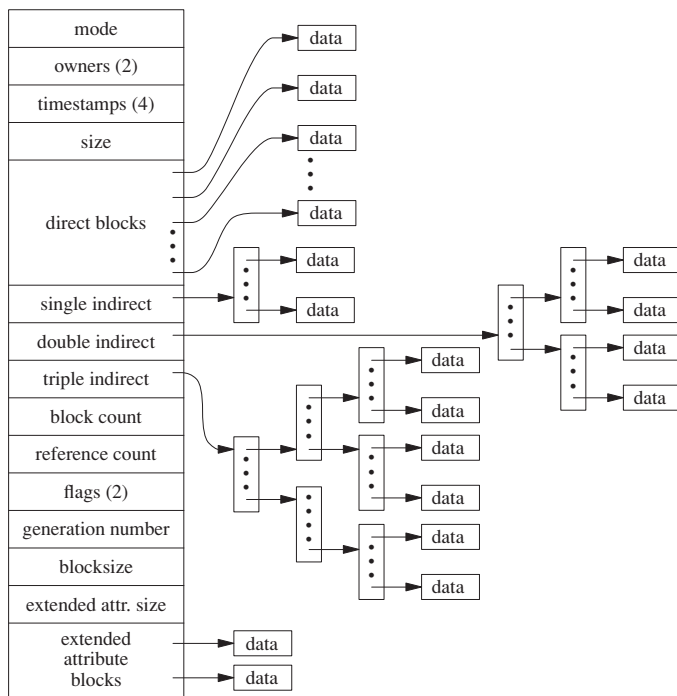 mode
data
owners (2)
data
timestamps (4)
data
size
data
direct blocks
data
data
single indirect
data
data
double indirect
data
data
triple indirect
data
data
block count
data
reference count
flags (2)
data
generation number
data
blocksize
data
extended attr. size
extended
data
attribute
blocks
data